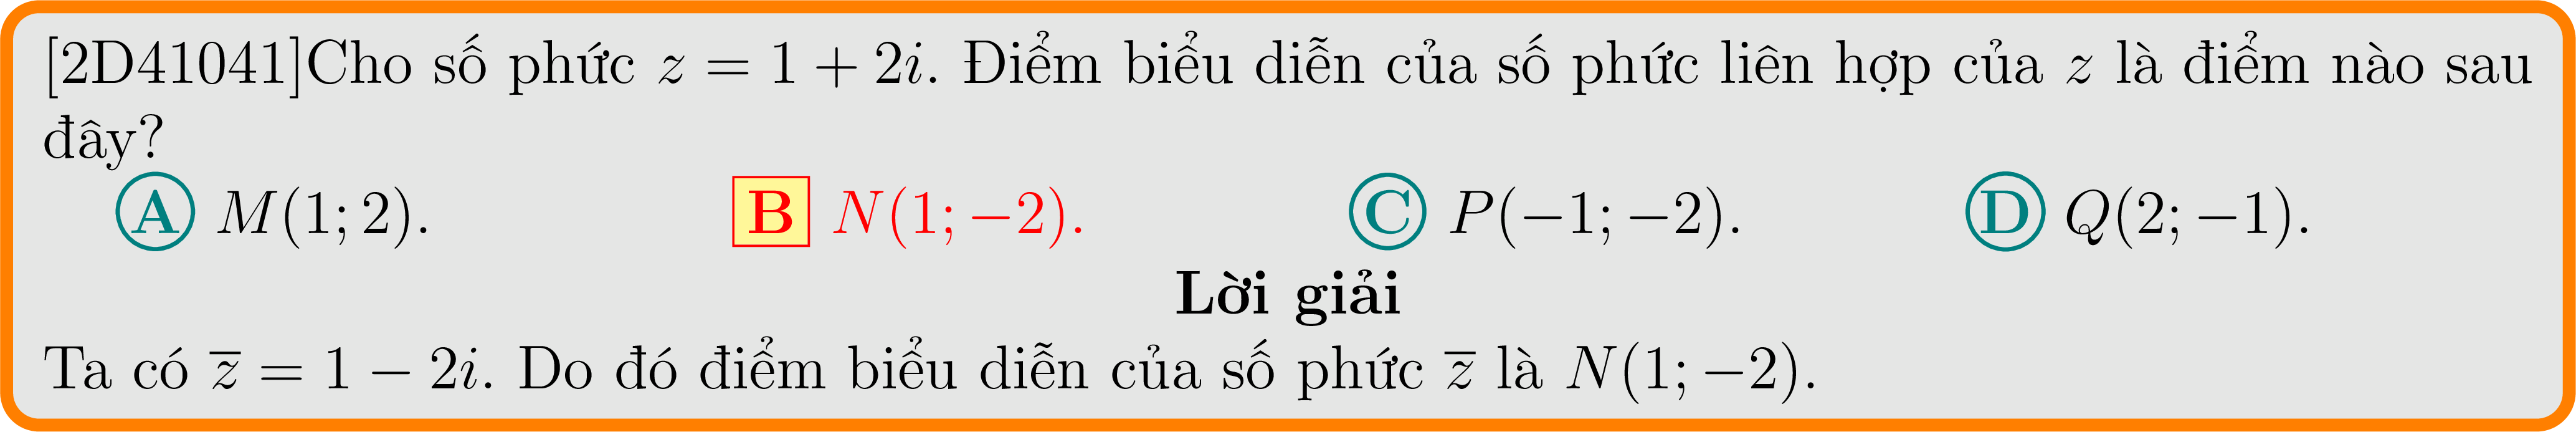 [2D41041]Cho số phức z = 1 + 2i. Điểm biểu diễn của số phức liên hợp của z là điểm nào sau
đây?
A M(1; 2). B N(1; −2). C P(−1; −2). D Q(2; −1).
Lời giải
Ta có z̅ = 1 − 2i. Do đó điểm biểu diễn của số phức z̅ là N(1; −2).